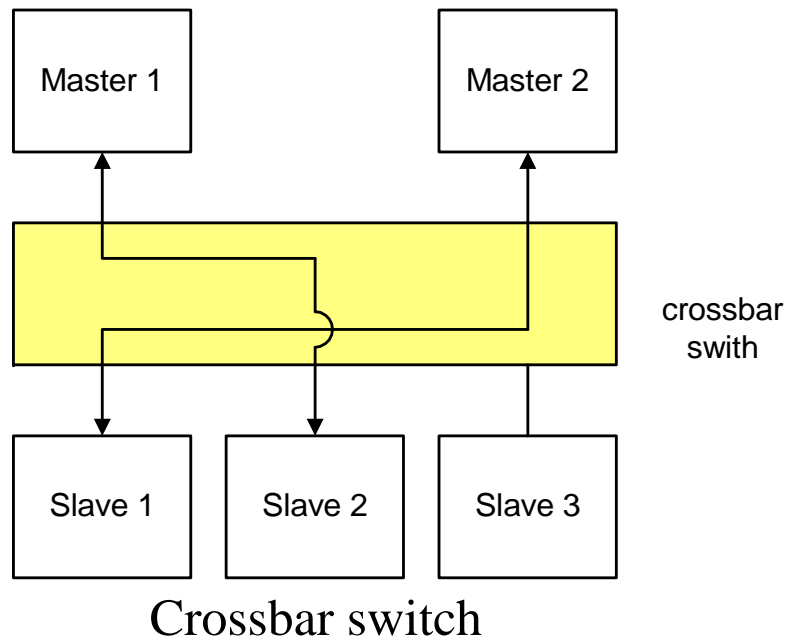 Master 1
Master 2
crossbar
swith
Slave 1
Slave 2
Slave 3
Crossbar switch